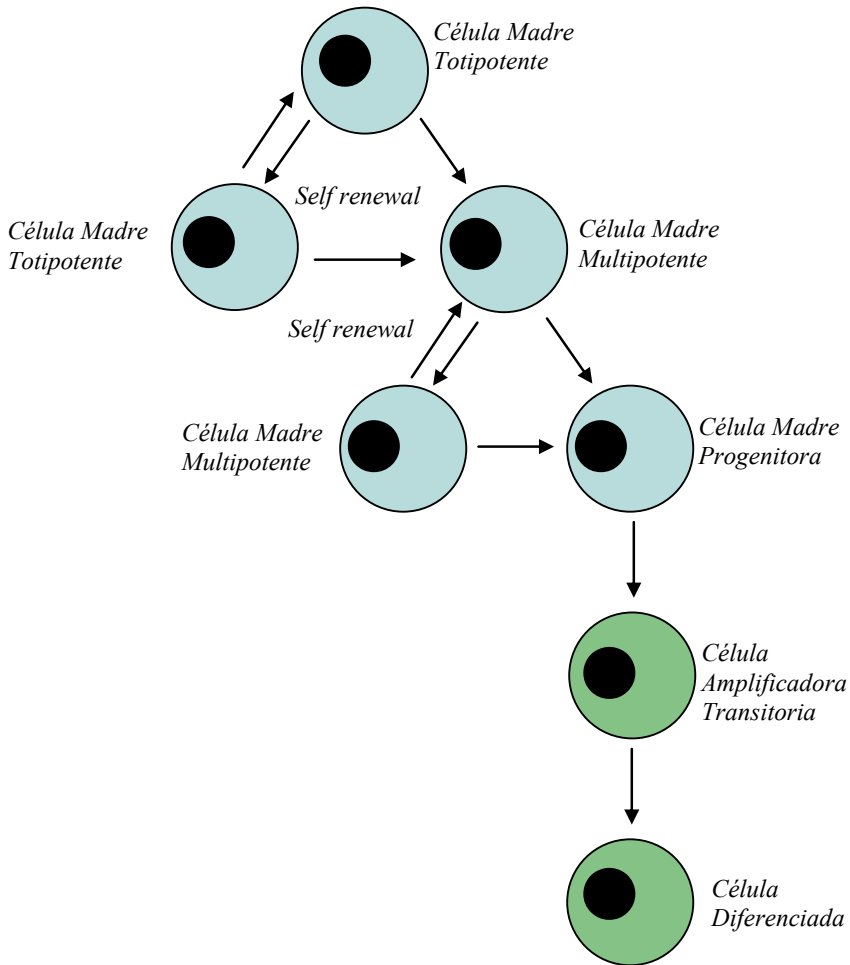 Célula Madre
Totipotente
Self renewal
Célula Madre
Totipotente
Célula Madre
Multipotente
Self renewal
Célula Madre
Multipotente
Célula Madre
Progenitora
Célula
Amplificadora
Transitoria
Célula
Diferenciada